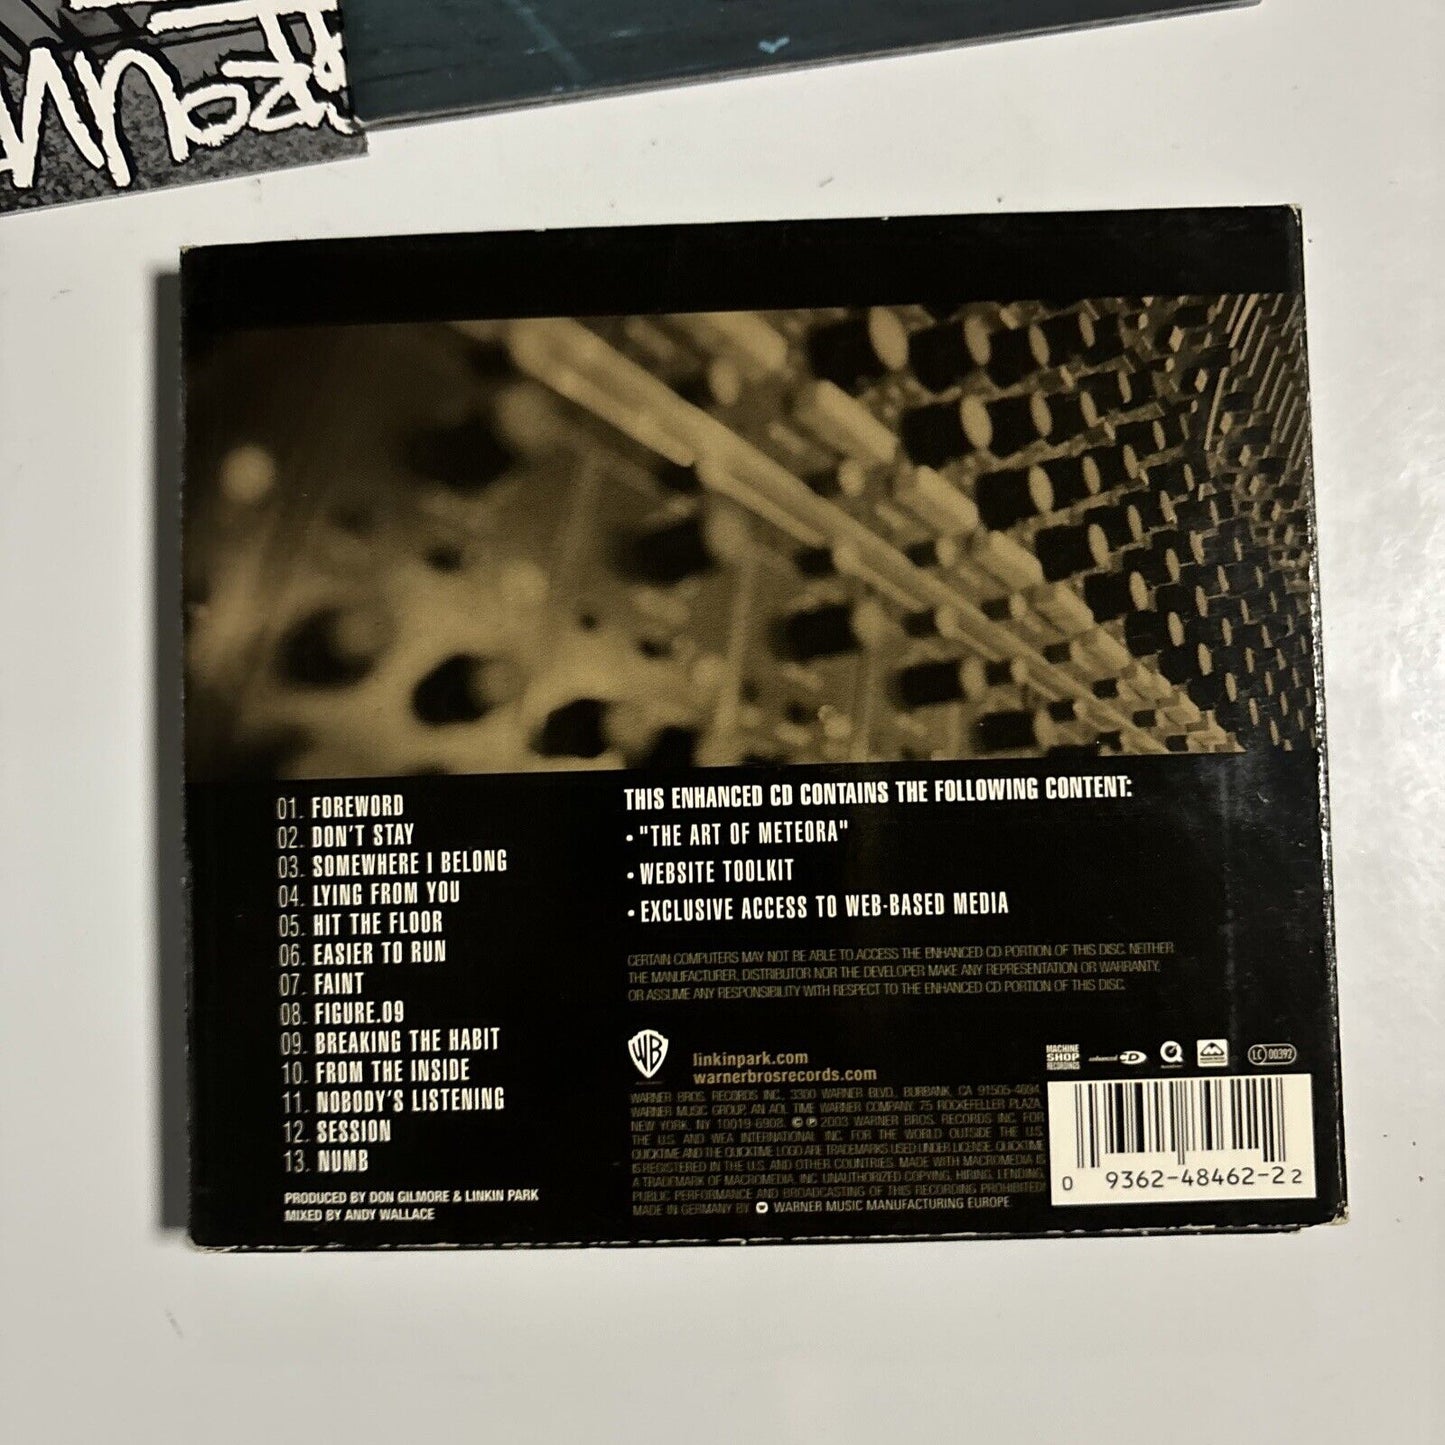 01. FOREWORD
02. DON'T STAY
03. SOMEWHERE I BELONG
04. LYING FROM YOU
05. HIT THE FLOOR
06. EASIER TO RUN
07. FAINT
08. FIGURE.09
09. BREAKING THE HABIT
10. FROM THE INSIDE
11. NOBODY'S LISTENING
12. SESSION
13. NUMB
PRODUCED BY DON GILMORE & LINKIN PARK
MIXED BY ANDY WALLACE
THIS ENHANCED CD CONTAINS THE FOLLOWING CONTENT:
• "THE ART OF METEORA"
• WEBSITE TOOLKIT
• EXCLUSIVE ACCESS TO WEB-BASED MEDIA
CERTAIN COMPUTERS MAY NOT BE ABLE TO ACCESS THE ENHANCED CD PORTION OF THIS DISC. NEITHER
THE MANUFACTURER, DISTRIBUTOR NOR THE DEVELOPER MAKE ANY REPRESENTATION OR WARRANTY,
OR ASSUME ANY RESPONSIBILITY WITH RESPECT TO THE ENHANCED CD PORTION OF THIS DISC.
WB
linkinpark.com
warnerbrosrecords.com
MACHINE
SHOP
RECORDINGS
enhanced CD
LC 00392
WARNER BROS. RECORDS INC., 3300 WARNER BLVD., BURBANK, CA 91505-4694.
WARNER MUSIC GROUP, AN AOL TIME WARNER COMPANY. 75 ROCKEFELLER PLAZA,
NEW YORK, NY 10019-6908. © ℗ 2003 WARNER BROS. RECORDS INC. FOR
THE U.S. AND WEA INTERNATIONAL INC. FOR THE WORLD OUTSIDE THE U.S.
QUICKTIME AND THE QUICKTIME LOGO ARE TRADEMARKS USED UNDER LICENSE. QUICKTIME
IS REGISTERED IN THE U.S. AND OTHER COUNTRIES. MADE WITH MACROMEDIA IS
A TRADEMARK OF MACROMEDIA, INC. UNAUTHORIZED COPYING, HIRING, LENDING,
PUBLIC PERFORMANCE AND BROADCASTING OF THIS RECORDING PROHIBITED.
MADE IN GERMANY BY WARNER MUSIC MANUFACTURING EUROPE.
0 9362-48462-2 2